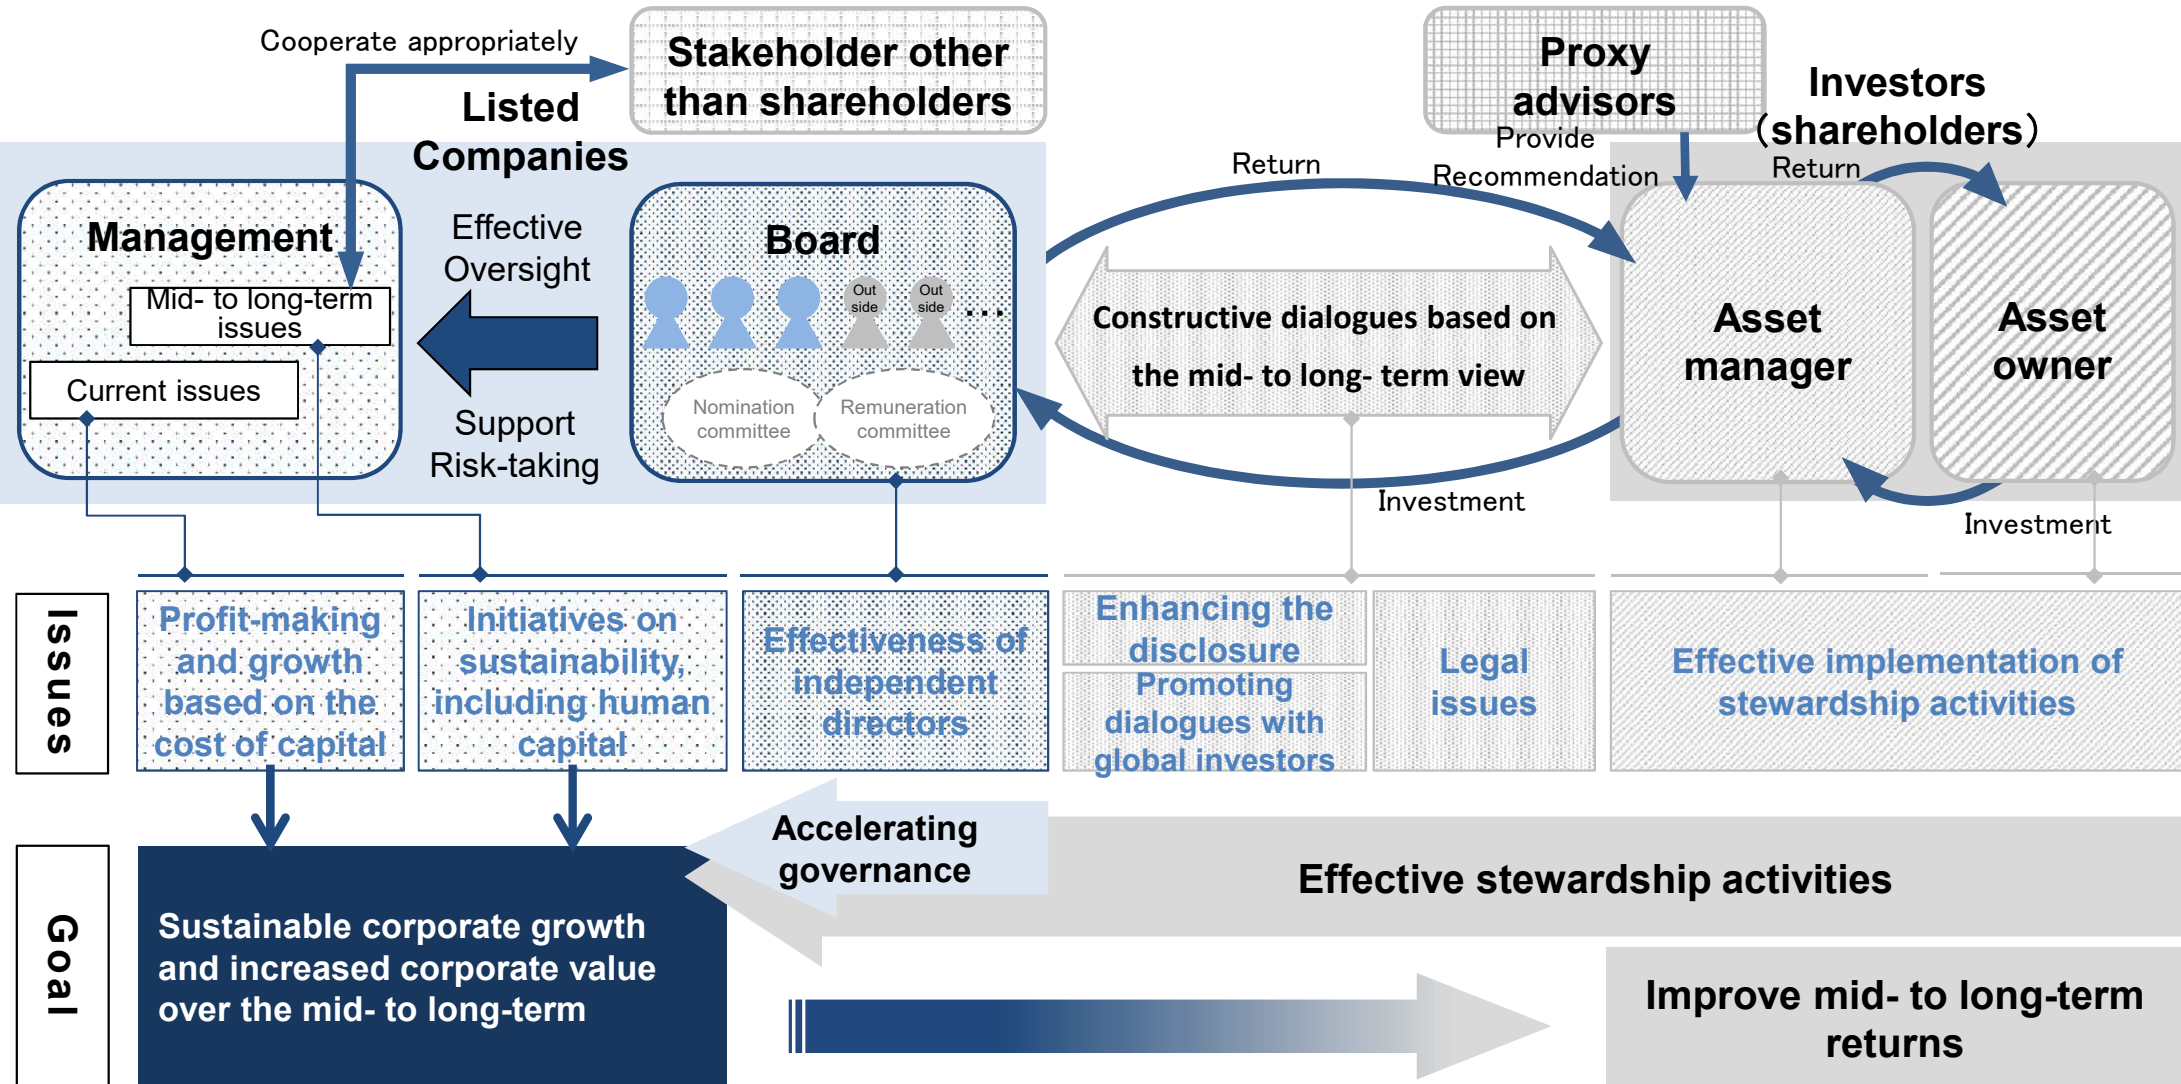 Cooperate appropriately
Stakeholder other
than shareholders
Proxy
advisors
Investors
(shareholders)
Listed
Companies
Provide
Recommendation
Return
Return
Management
Mid- to long-term
issues
Current issues
Effective
Oversight
Support
Risk-taking
Board
Out
side
Out
side
...
Nomination
committee
Remuneration
committee
Constructive dialogues based on
the mid- to long- term view
Investment
Asset
manager
Asset
owner
Investment
Issues
Profit-making
and growth
based on the
cost of capital
Initiatives on
sustainability,
including human
capital
Effectiveness of
independent
directors
Enhancing the
disclosure
Promoting
dialogues with
global investors
Legal
issues
Effective implementation of
stewardship activities
Goal
Accelerating
governance
Effective stewardship activities
Sustainable corporate growth
and increased corporate value
over the mid- to long-term
Improve mid- to long-term
returns